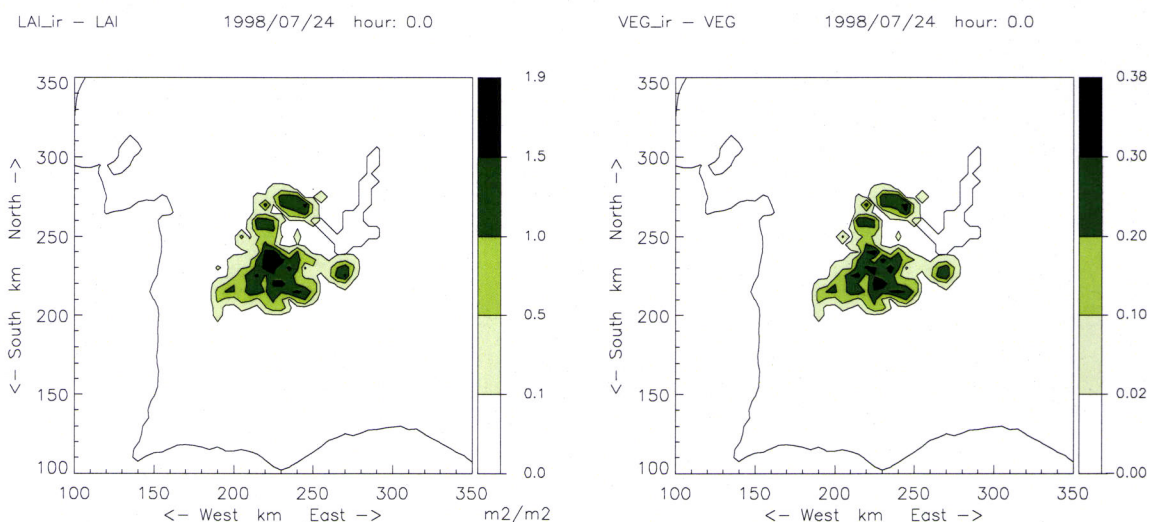 LAI_ir – LAI 1998/07/24 hour: 0.0
350
300
250
200
150
100
<- South km North ->
100 150 200 250 300 350
<- West km East ->
1.9
1.5
1.0
0.5
0.1
0.0
m2/m2
VEG_ir – VEG 1998/07/24 hour: 0.0
350
300
250
200
150
100
<- South km North ->
100 150 200 250 300 350
<- West km East ->
0.38
0.30
0.20
0.10
0.02
0.00